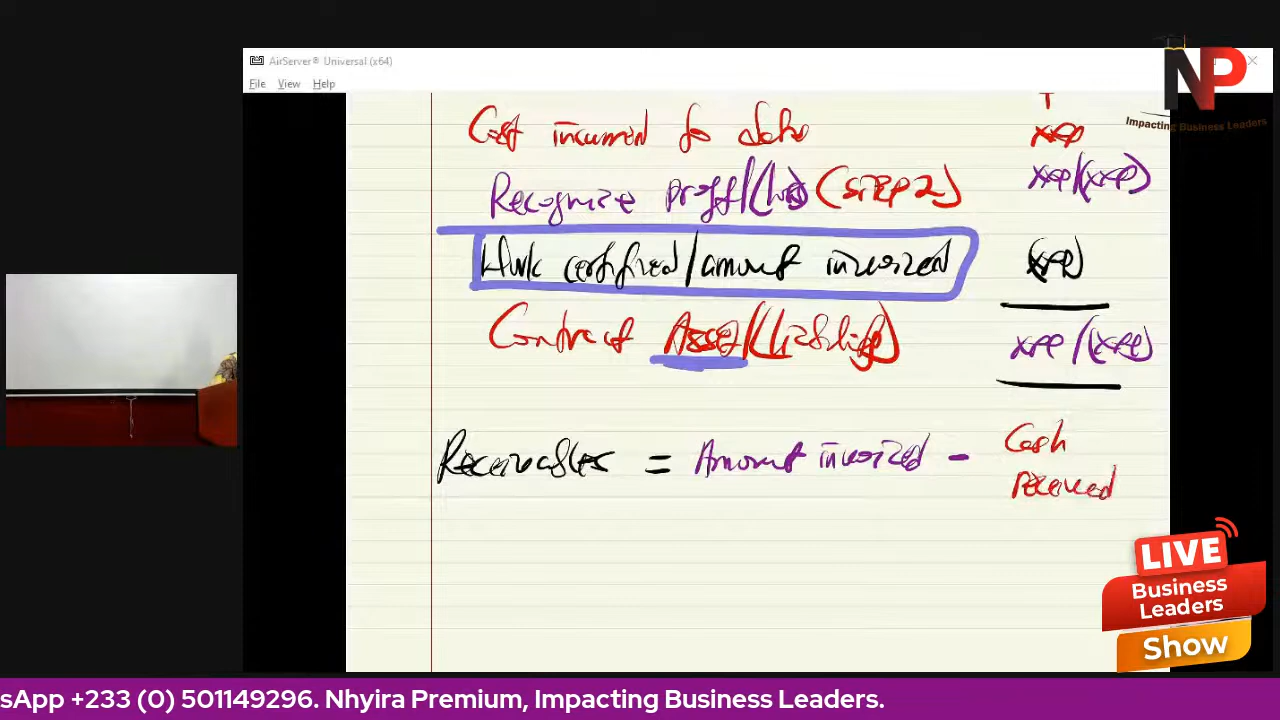 AirServer® Universal (x64)
File View Help
NP
Impacting Business Leaders
Cost incurred to date xxx
Recognize profit/(loss) (STEP 2) xxx/(xxx)
Work certified/amount invoiced (xxx)
Contract Asset/(Liability) xxx/(xxx)
Receivables = Amount invoiced - Cash received
LIVE
Business
Leaders
Show
sApp +233 (0) 501149296. Nhyira Premium, Impacting Business Leaders.